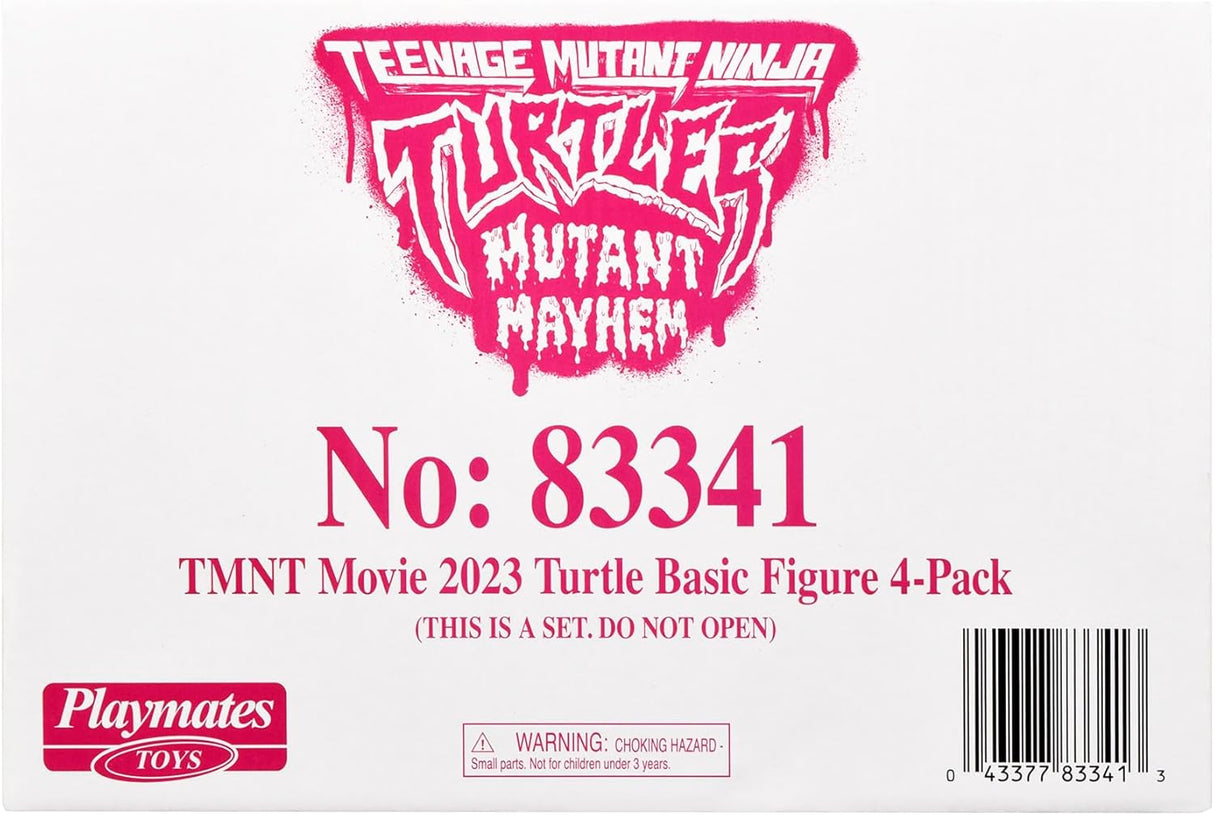 TEENAGE MUTANT NINJA
TURTLES
TM
MUTANT
MAYHEM
No: 83341
TMNT Movie 2023 Turtle Basic Figure 4-Pack
(THIS IS A SET. DO NOT OPEN)
Playmates
TOYS
WARNING: CHOKING HAZARD -
Small parts. Not for children under 3 years.
0 43377 83341 3